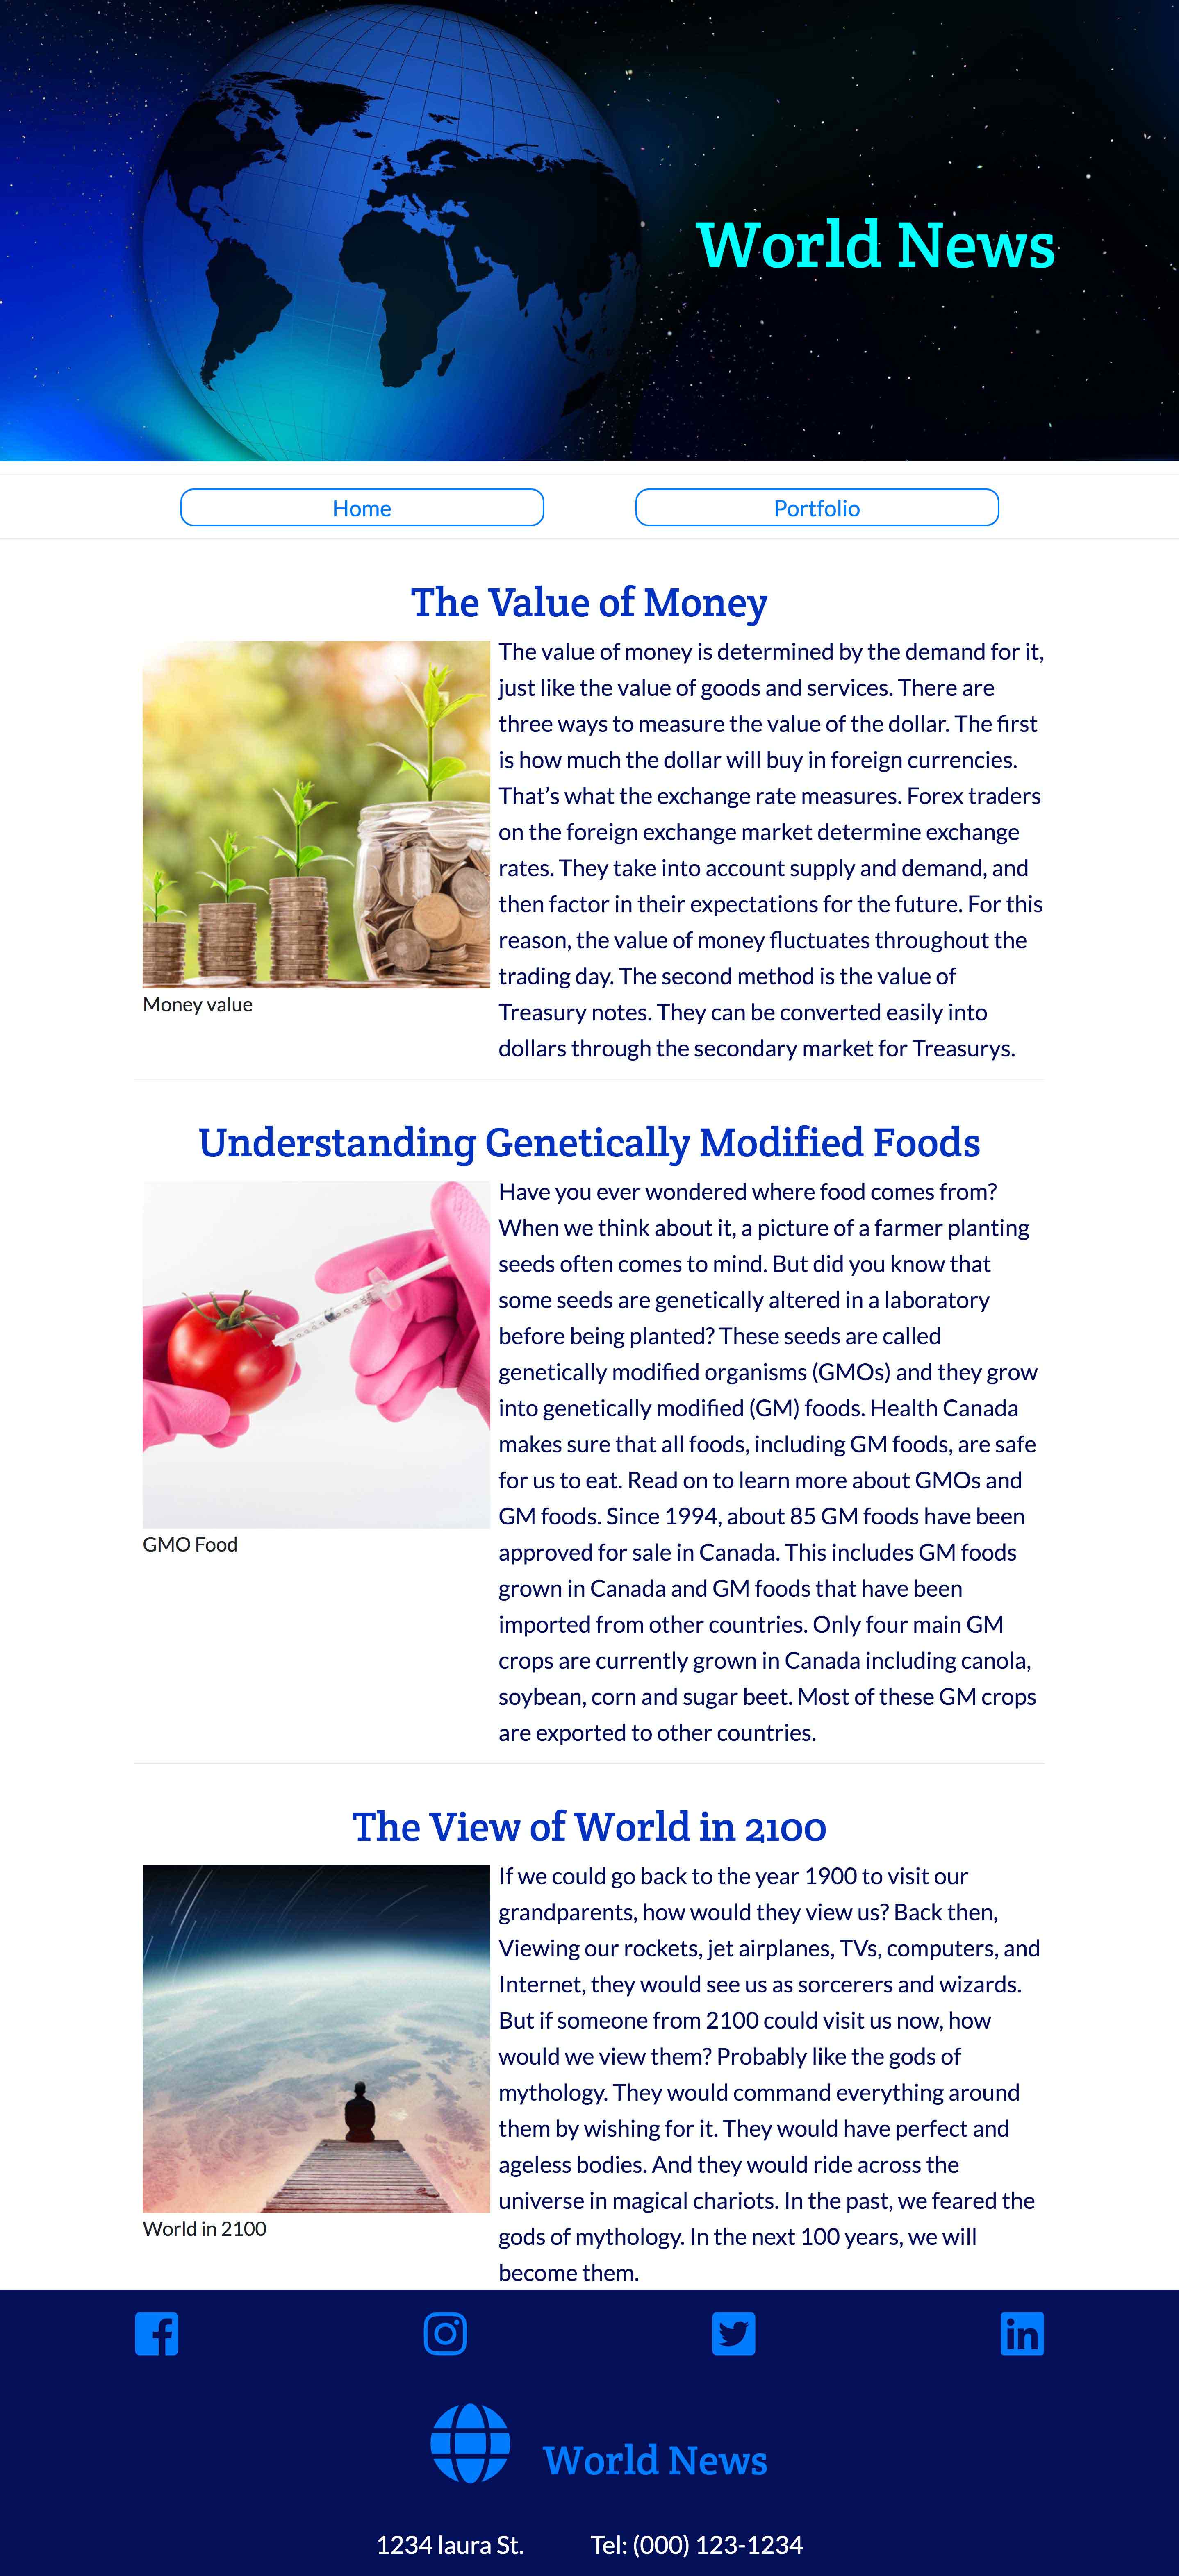 World News
Home
Portfolio
The Value of Money
The value of money is determined by the demand for it,
just like the value of goods and services. There are
three ways to measure the value of the dollar. The first
is how much the dollar will buy in foreign currencies.
That’s what the exchange rate measures. Forex traders
on the foreign exchange market determine exchange
rates. They take into account supply and demand, and
then factor in their expectations for the future. For this
reason, the value of money fluctuates throughout the
trading day. The second method is the value of
Treasury notes. They can be converted easily into
dollars through the secondary market for Treasurys.
Money value
Understanding Genetically Modified Foods
Have you ever wondered where food comes from?
When we think about it, a picture of a farmer planting
seeds often comes to mind. But did you know that
some seeds are genetically altered in a laboratory
before being planted? These seeds are called
genetically modified organisms (GMOs) and they grow
into genetically modified (GM) foods. Health Canada
makes sure that all foods, including GM foods, are safe
for us to eat. Read on to learn more about GMOs and
GM foods. Since 1994, about 85 GM foods have been
approved for sale in Canada. This includes GM foods
grown in Canada and GM foods that have been
imported from other countries. Only four main GM
crops are currently grown in Canada including canola,
soybean, corn and sugar beet. Most of these GM crops
are exported to other countries.
GMO Food
The View of World in 2100
If we could go back to the year 1900 to visit our
grandparents, how would they view us? Back then,
Viewing our rockets, jet airplanes, TVs, computers, and
Internet, they would see us as sorcerers and wizards.
But if someone from 2100 could visit us now, how
would we view them? Probably like the gods of
mythology. They would command everything around
them by wishing for it. They would have perfect and
ageless bodies. And they would ride across the
universe in magical chariots. In the past, we feared the
gods of mythology. In the next 100 years, we will
become them.
World in 2100
World News
1234 laura St.
Tel: (000) 123-1234